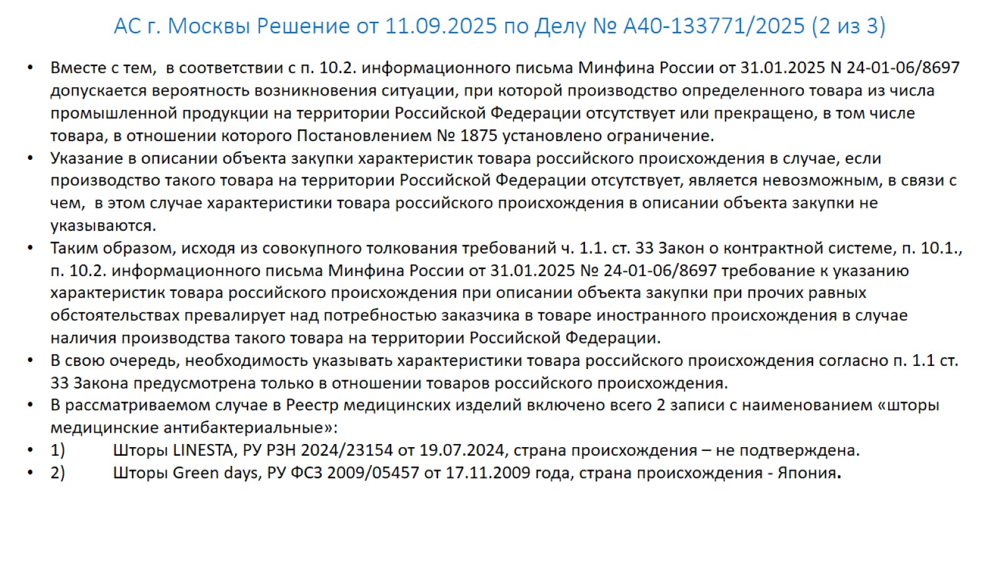 АС г. Москвы Решение от 11.09.2025 по Делу № А40-133771/2025 (2 из 3)
• Вместе с тем,  в соответствии с п. 10.2. информационного письма Минфина России от 31.01.2025 N 24-01-06/8697
допускается вероятность возникновения ситуации, при которой производство определенного товара из числа
промышленной продукции на территории Российской Федерации отсутствует или прекращено, в том числе
товара, в отношении которого Постановлением № 1875 установлено ограничение.
• Указание в описании объекта закупки характеристик товара российского происхождения в случае, если
производство такого товара на территории Российской Федерации отсутствует, является невозможным, в связи с
чем,  в этом случае характеристики товара российского происхождения в описании объекта закупки не
указываются.
• Таким образом, исходя из совокупного толкования требований ч. 1.1. ст. 33 Закон о контрактной системе, п. 10.1.,
п. 10.2. информационного письма Минфина России от 31.01.2025 № 24-01-06/8697 требование к указанию
характеристик товара российского происхождения при описании объекта закупки при прочих равных
обстоятельствах превалирует над потребностью заказчика в товаре иностранного происхождения в случае
наличия производства такого товара на территории Российской Федерации.
• В свою очередь, необходимость указывать характеристики товара российского происхождения согласно п. 1.1 ст.
33 Закона предусмотрена только в отношении товаров российского происхождения.
• В рассматриваемом случае в Реестр медицинских изделий включено всего 2 записи с наименованием «шторы
медицинские антибактериальные»:
• 1) Шторы LINESTA, РУ РЗН 2024/23154 от 19.07.2024, страна происхождения – не подтверждена.
• 2) Шторы Green days, РУ ФСЗ 2009/05457 от 17.11.2009 года, страна происхождения - Япония.